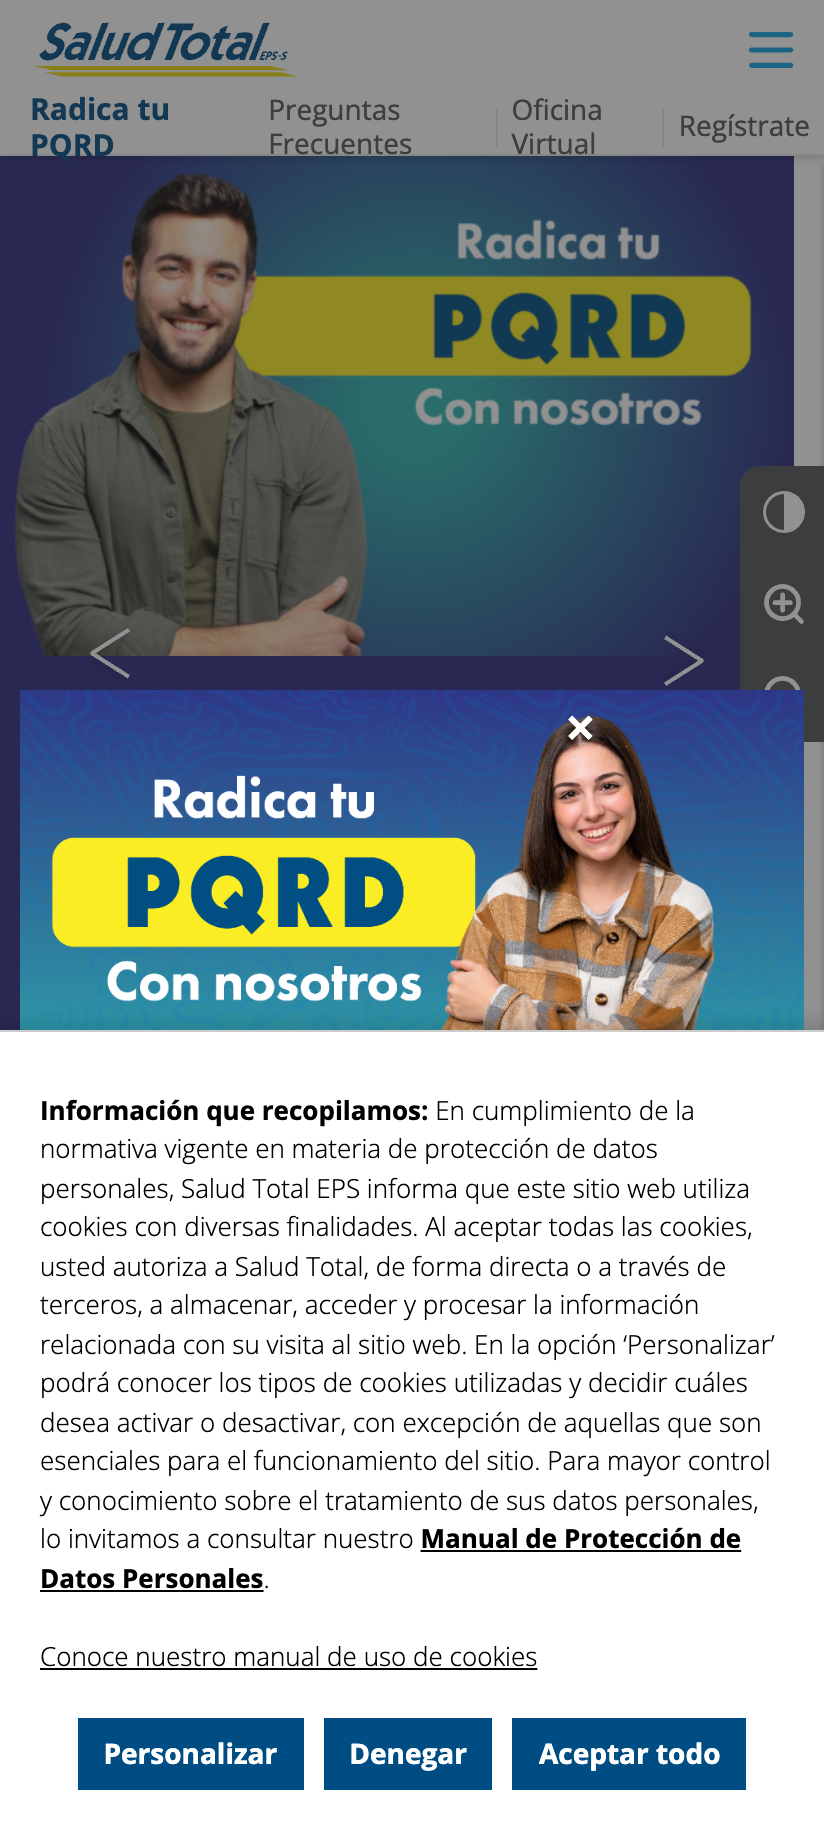 Salud Total EPS-S
Radica tu
PQRD
Preguntas
Frecuentes
Oficina
Virtual
Regístrate
Radica tu
PQRD
Con nosotros
Radica tu
PQRD
Con nosotros
Información que recopilamos: En cumplimiento de la
normativa vigente en materia de protección de datos
personales, Salud Total EPS informa que este sitio web utiliza
cookies con diversas finalidades. Al aceptar todas las cookies,
usted autoriza a Salud Total, de forma directa o a través de
terceros, a almacenar, acceder y procesar la información
relacionada con su visita al sitio web. En la opción ‘Personalizar’
podrá conocer los tipos de cookies utilizadas y decidir cuáles
desea activar o desactivar, con excepción de aquellas que son
esenciales para el funcionamiento del sitio. Para mayor control
y conocimiento sobre el tratamiento de sus datos personales,
lo invitamos a consultar nuestro Manual de Protección de
Datos Personales.
Conoce nuestro manual de uso de cookies
Personalizar
Denegar
Aceptar todo